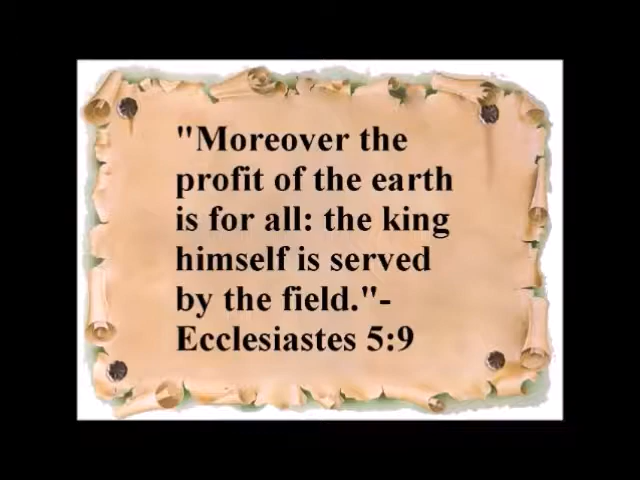 "Moreover the
profit of the earth
is for all: the king
himself is served
by the field."-
Ecclesiastes 5:9